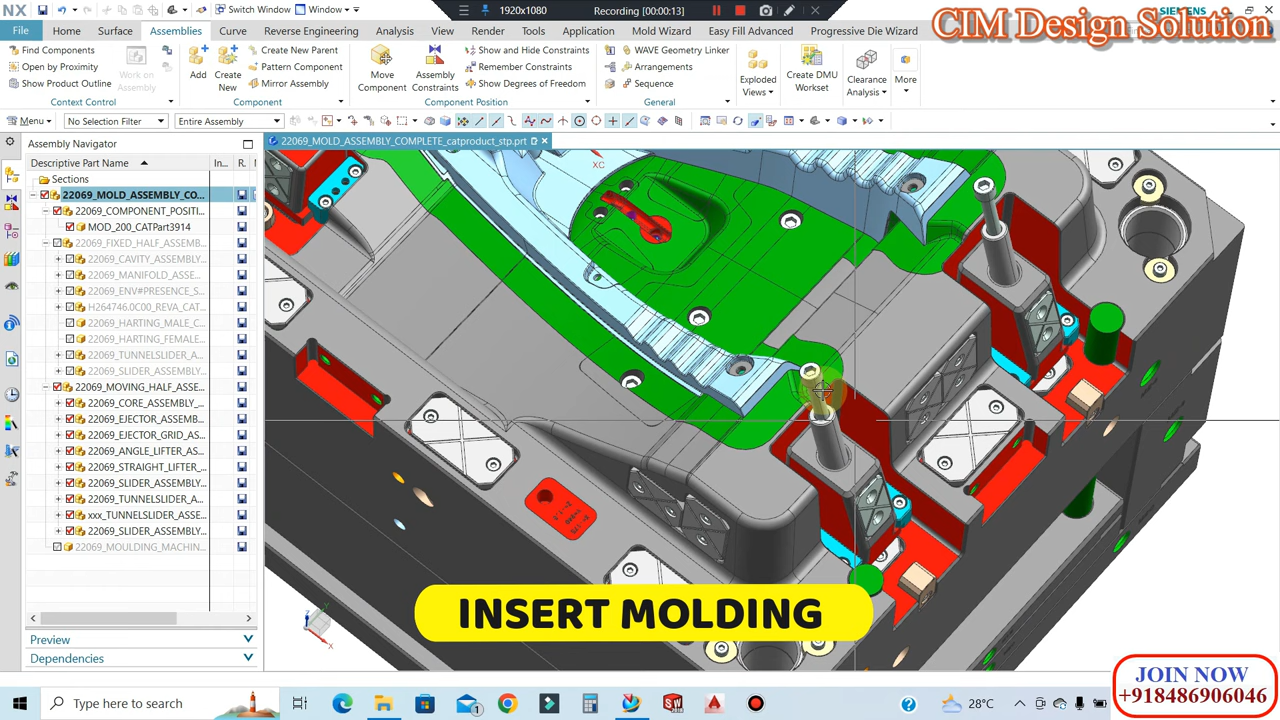 NX
Switch Window
Window
1920x1080
Recording [00:00:13]
SIEMENS
CIM Design Solution
File
Home
Surface
Assemblies
Curve
Reverse Engineering
Analysis
View
Render
Tools
Application
Mold Wizard
Easy Fill Advanced
Progressive Die Wizard
Find Components
Open by Proximity
Show Product Outline
Context Control
Work on Assembly
Add
Create New
Create New Parent
Pattern Component
Mirror Assembly
Component
Move Component
Assembly Constraints
Show and Hide Constraints
Remember Constraints
Show Degrees of Freedom
Component Position
WAVE Geometry Linker
Arrangements
Sequence
General
Exploded Views
Create DMU Workset
Clearance Analysis
More
Menu
No Selection Filter
Entire Assembly
22069_MOLD_ASSEMBLY_COMPLETE_catproduct_stp.prt
Assembly Navigator
Descriptive Part Name
In...
R.
Sections
22069_MOLD_ASSEMBLY_CO...
22069_COMPONENT_POSITI...
MOD_200_CATPart3914
22069_FIXED_HALF_ASSEMB...
22069_CAVITY_ASSEMBLY...
22069_MANIFOLD_ASSE...
22069_ENV#PRESENCE_S...
H264746.0C00_REVA_CAT...
22069_HARTING_MALE_C...
22069_HARTING_FEMALE...
22069_TUNNELSLIDER_A...
22069_SLIDER_ASSEMBLY...
22069_MOVING_HALF_ASSE...
22069_FORCE_ASSEMBLY...
22069_EJECTOR_ASSEMB...
22069_EJECTOR_GRID_AS...
22069_ANGLE_LIFTER_AS...
22069_STRAIGHT_LIFTER_...
22069_SLIDER_ASSEMBLY...
22069_TUNNELSLIDER_A...
xxx_TUNNELSLIDER_ASSE...
22069_SLIDER_ASSEMBLY...
22069_MOULDING_MACHIN...
Preview
Dependencies
XC
INSERT MOLDING
JOIN NOW
+918486906046
Type here to search
28°C